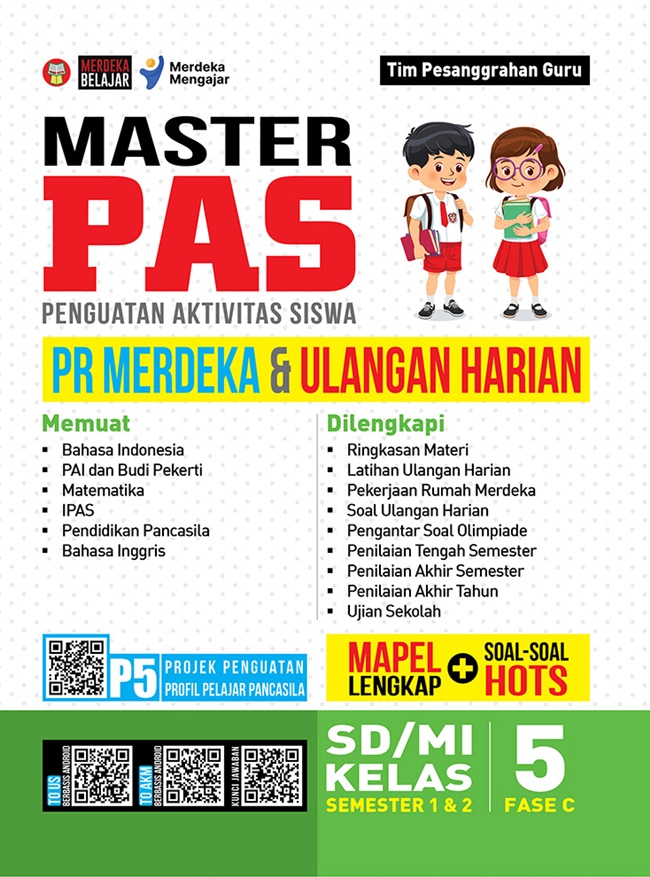 MERDEKA
BELAJAR
Merdeka
Mengajar
Tim Pesanggrahan Guru
MASTER
PAS
PENGUATAN AKTIVITAS SISWA
PR MERDEKA & ULANGAN HARIAN
Memuat
▪ Bahasa Indonesia
▪ PAI dan Budi Pekerti
▪ Matematika
▪ IPAS
▪ Pendidikan Pancasila
▪ Bahasa Inggris
Dilengkapi
▪ Ringkasan Materi
▪ Latihan Ulangan Harian
▪ Pekerjaan Rumah Merdeka
▪ Soal Ulangan Harian
▪ Pengantar Soal Olimpiade
▪ Penilaian Tengah Semester
▪ Penilaian Akhir Semester
▪ Penilaian Akhir Tahun
▪ Ujian Sekolah
P5
PROJEK PENGUATAN
PROFIL PELAJAR PANCASILA
MAPEL
LENGKAP
+
SOAL-SOAL
HOTS
TO US
BERBASIS ANDROID
TO AKM
BERBASIS ANDROID
KUNCI JAWABAN
SD/MI
KELAS
SEMESTER 1 & 2
5
FASE C